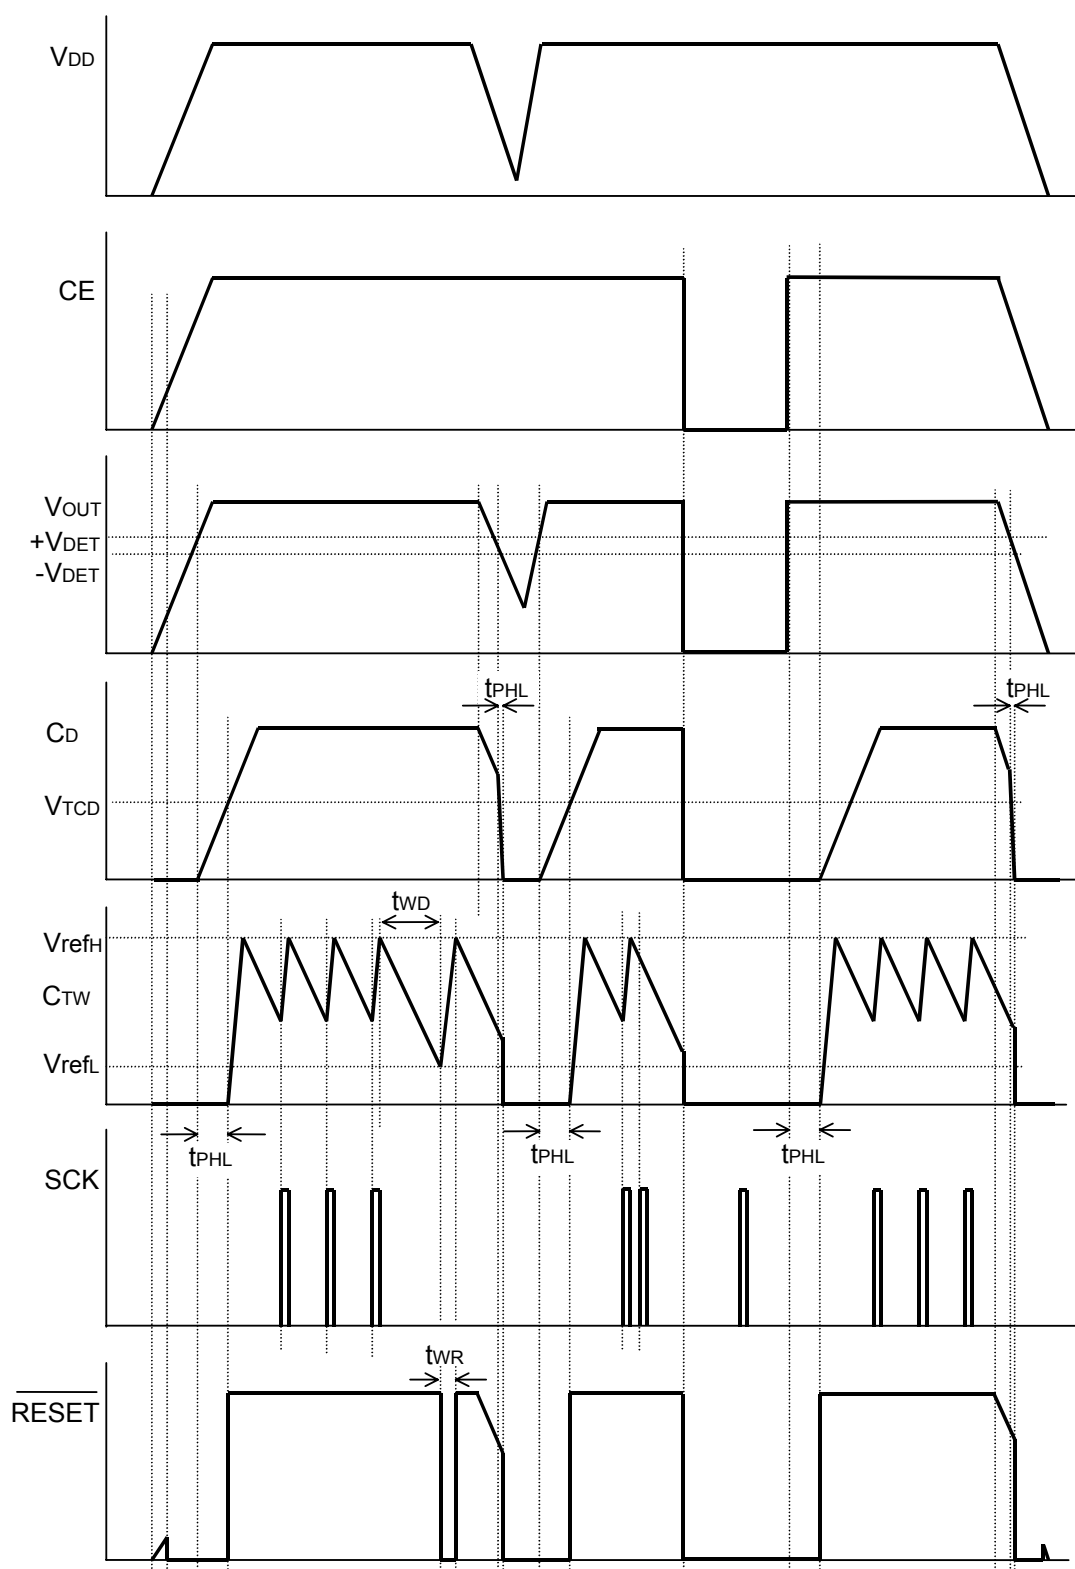 VDD
CE
VOUT
+VDET
-VDET
tPHL tPHL
CD
VTCD
tWD
VrefH
CTW
VrefL
tPHL tPHL tPHL
SCK
tWR
RESET